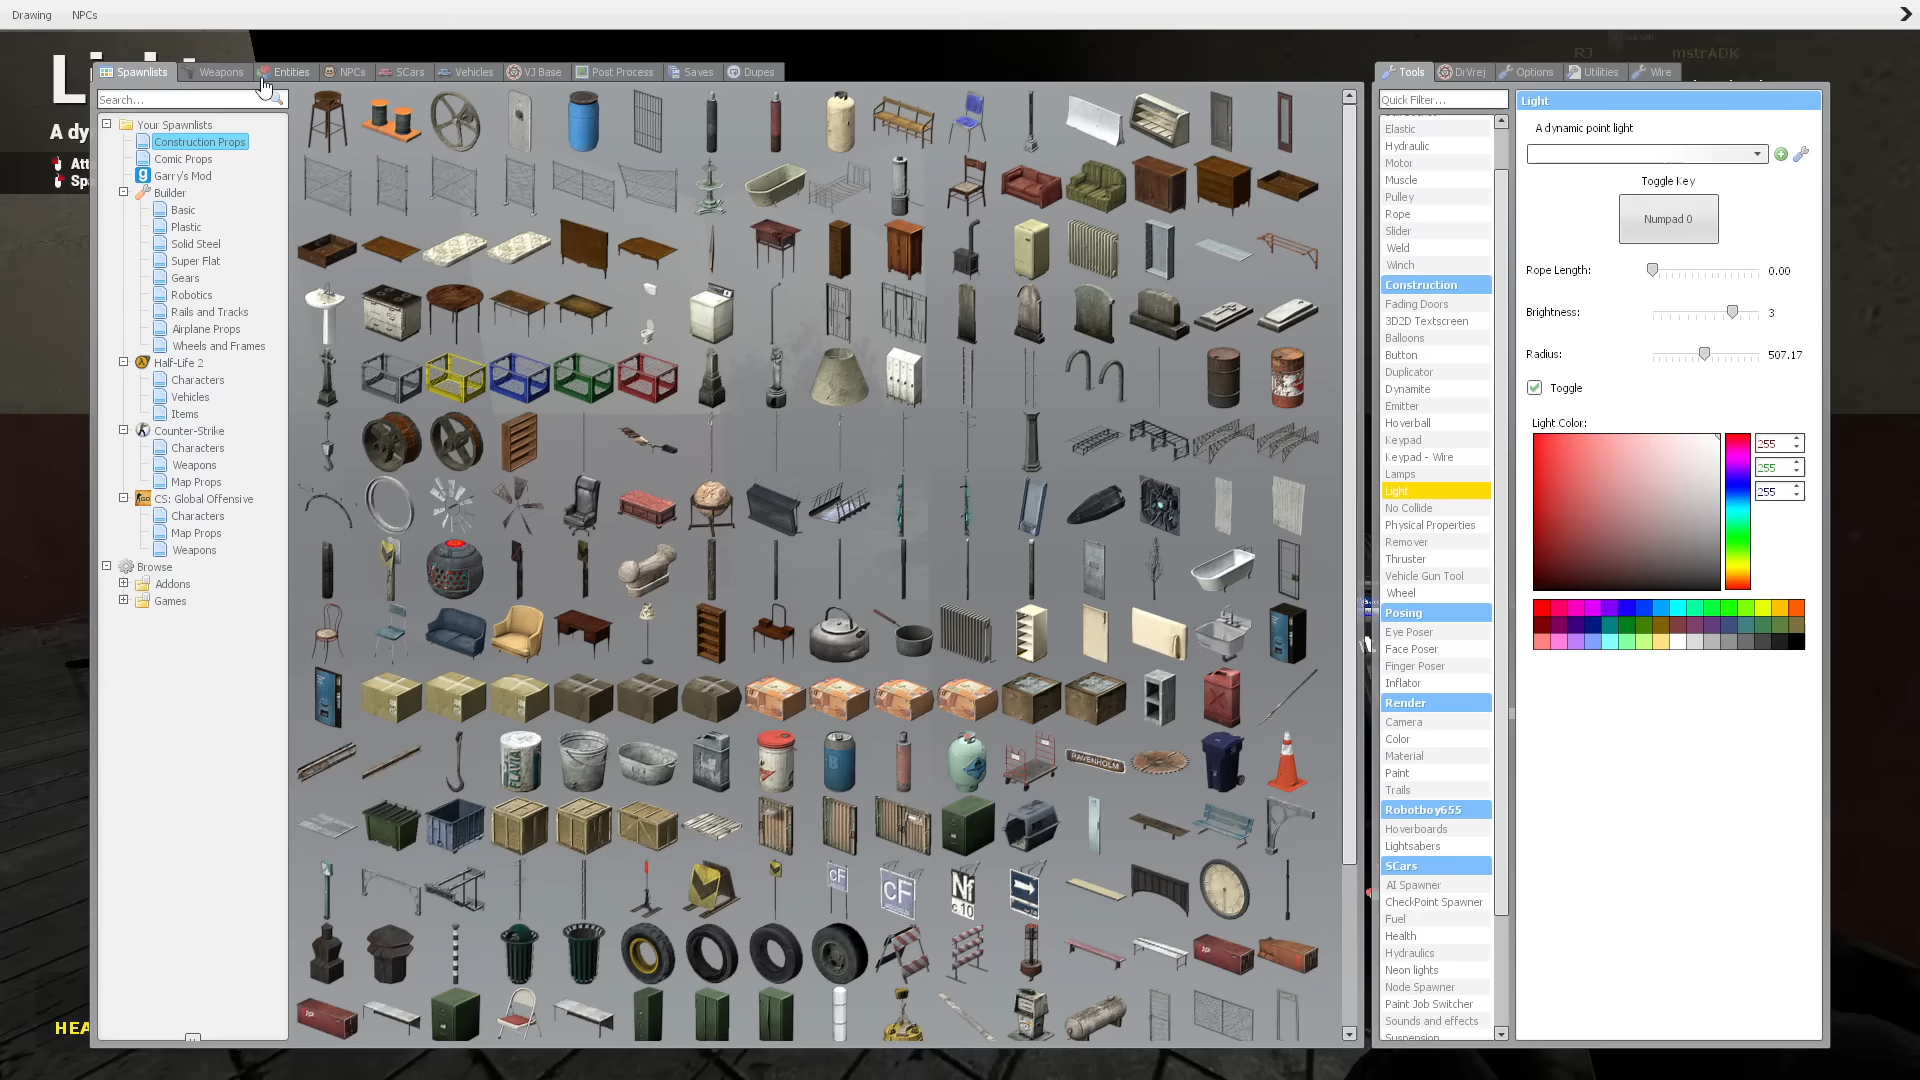 Drawing NPCs
RJ mstrADK
Spawnlists Weapons Entities NPCs SCars Vehicles VJ Base Post Process Saves Dupes
Tools DrVrej Options Utilities Wire
A dy
Att
Sp
HEA
Search...
Your Spawnlists
Construction Props
Comic Props
Garry's Mod
Builder
Basic
Plastic
Solid Steel
Super Flat
Gears
Robotics
Rails and Tracks
Airplane Props
Wheels and Frames
Half-Life 2
Characters
Vehicles
Items
Counter-Strike
Characters
Weapons
Map Props
CS: Global Offensive
Characters
Map Props
Weapons
Browse
Addons
Games
RAVENHOLM
cF
cF
Nf
c 10
Quick Filter...
Elastic
Hydraulic
Motor
Muscle
Pulley
Rope
Slider
Weld
Winch
Construction
Fading Doors
3D2D Textscreen
Balloons
Button
Duplicator
Dynamite
Emitter
Hoverball
Keypad
Keypad - Wire
Lamps
Light
No Collide
Physical Properties
Remover
Thruster
Vehicle Gun Tool
Wheel
Posing
Eye Poser
Face Poser
Finger Poser
Inflator
Render
Camera
Color
Material
Paint
Trails
Robotboy655
Hoverboards
Lightsabers
SCars
AI Spawner
CheckPoint Spawner
Fuel
Health
Hydraulics
Neon lights
Node Spawner
Paint Job Switcher
Sounds and effects
Suspension
Light
A dynamic point light
Toggle Key
Numpad 0
Rope Length: 0.00
Brightness: 3
Radius: 507.17
Toggle
Light Color:
255
255
255